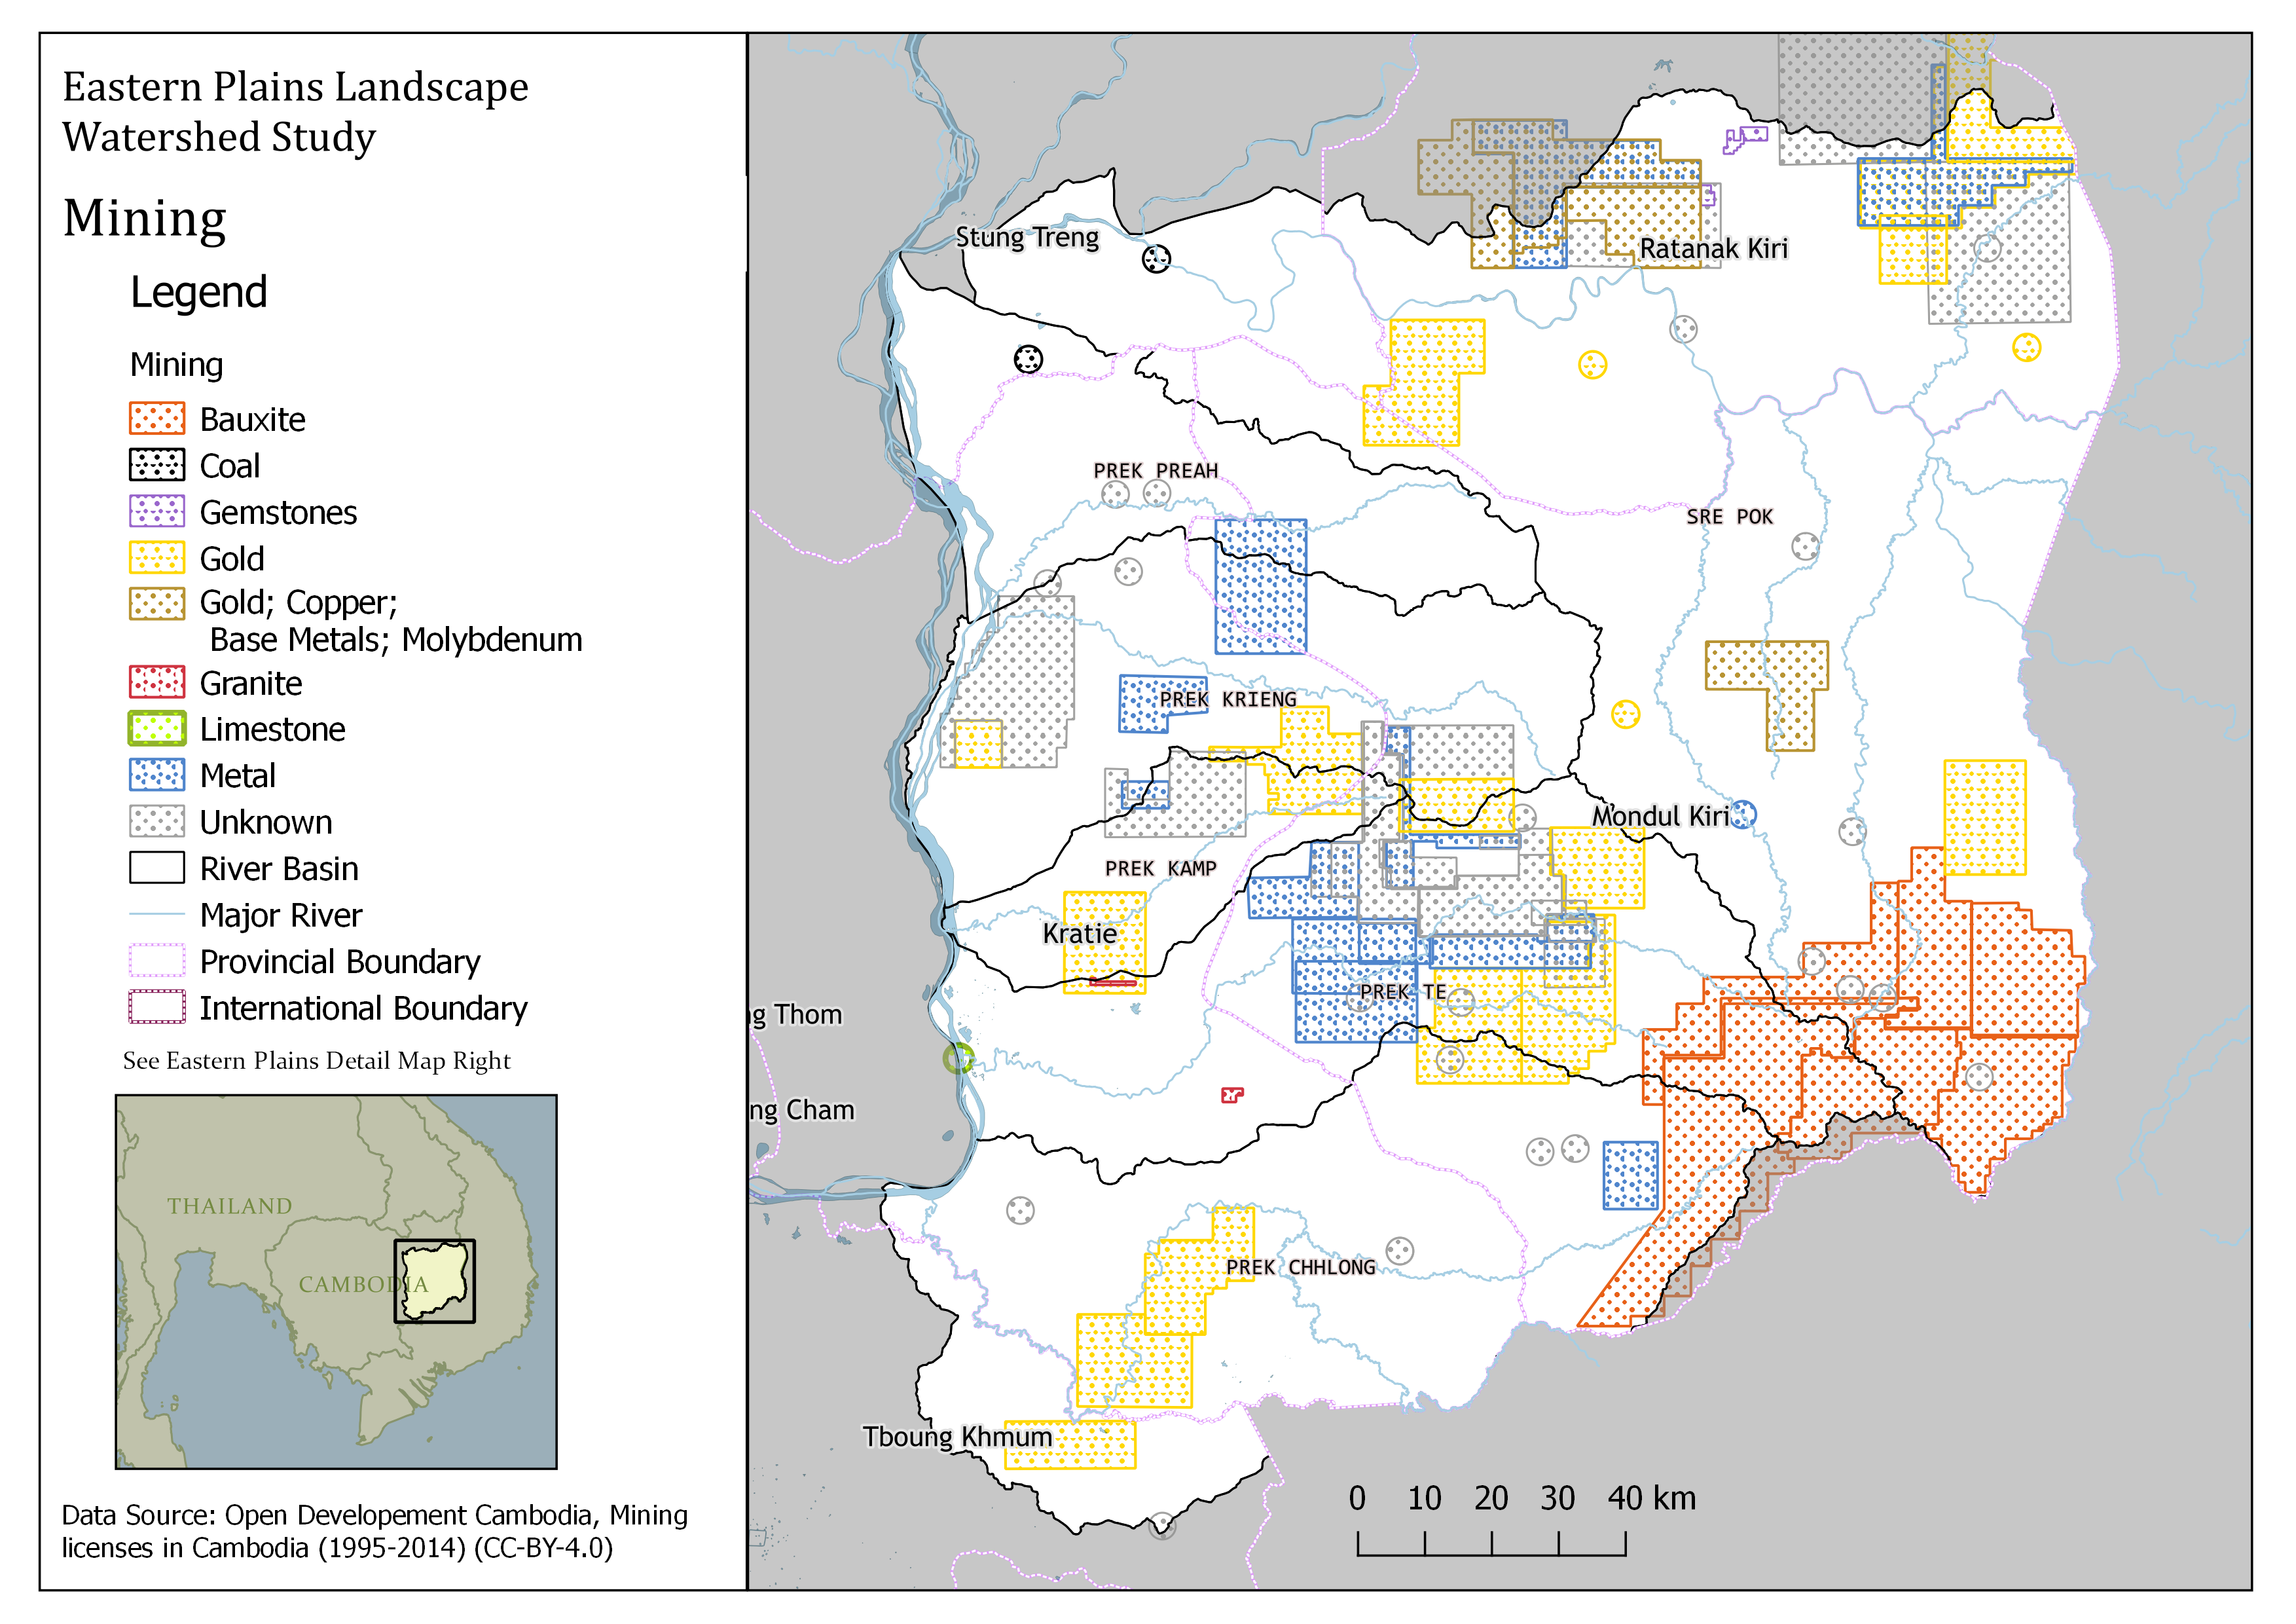 Eastern Plains Landscape
Watershed Study
Mining
Legend
Mining
Bauxite
Coal
Gemstones
Gold
Gold; Copper;
Base Metals; Molybdenum
Granite
Limestone
Metal
Unknown
River Basin
Major River
Provincial Boundary
International Boundary
See Eastern Plains Detail Map Right
THAILAND
CAMBODIA
Data Source: Open Developement Cambodia, Mining
licenses in Cambodia (1995-2014) (CC-BY-4.0)
Stung Treng
Ratanak Kiri
PREK PREAH
SRE POK
PREK KRIENG
Mondul Kiri
PREK KAMP
Kratie
PREK TE
g Thom
ng Cham
PREK CHHLONG
Tboung Khmum
0 10 20 30 40 km